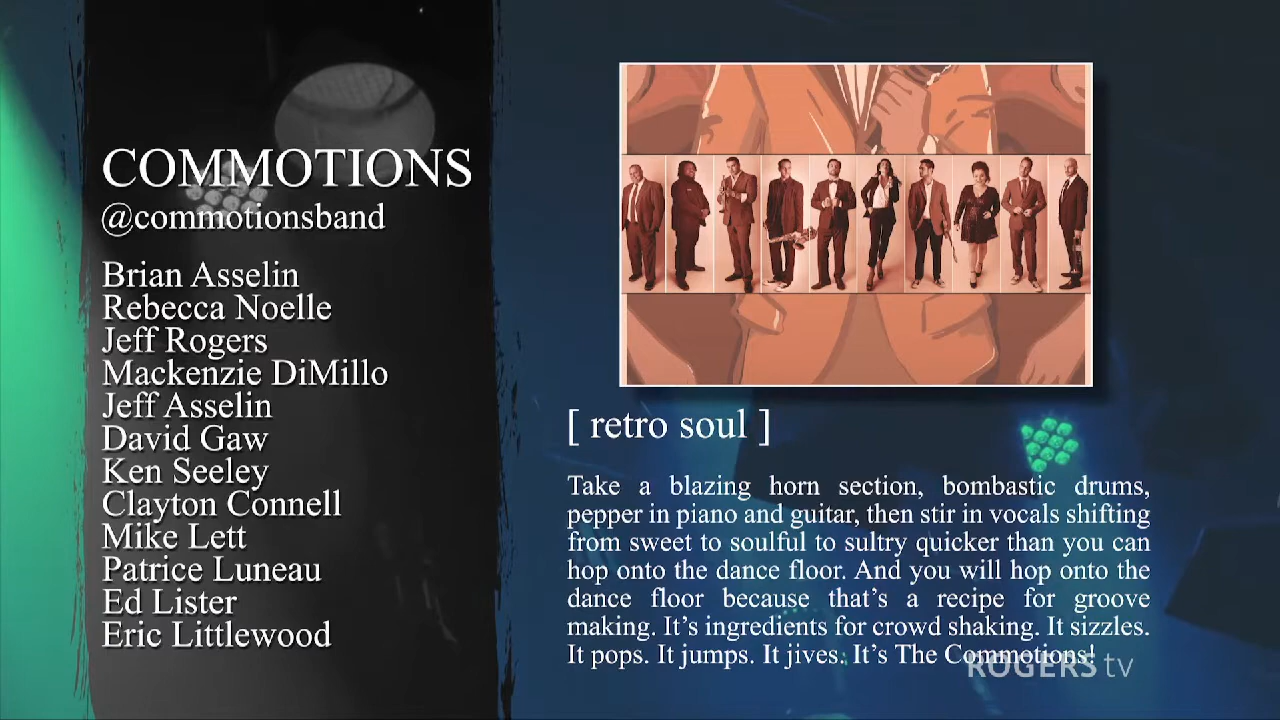 COMMOTIONS
@commotionsband
Brian Asselin
Rebecca Noelle
Jeff Rogers
Mackenzie DiMillo
Jeff Asselin
David Gaw
Ken Seeley
Clayton Connell
Mike Lett
Patrice Luneau
Ed Lister
Eric Littlewood
[ retro soul ]
Take a blazing horn section, bombastic drums,
pepper in piano and guitar, then stir in vocals shifting
from sweet to soulful to sultry quicker than you can
hop onto the dance floor. And you will hop onto the
dance floor because that's a recipe for groove
making. It's ingredients for crowd shaking. It sizzles.
It pops. It jumps. It jives. It's The Commotions!
ROGERS tv